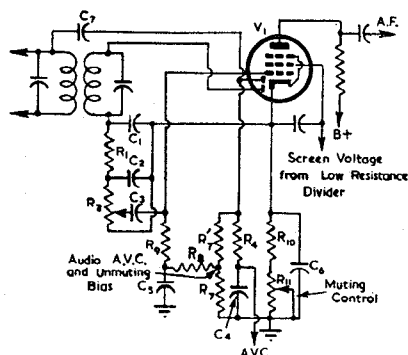 C7
V1
A.F.
B+
Screen Voltage
from Low Resistance
Divider
C1
R1
C2
R2
C3
R9
R8
R'7
R4
R10
C6
Audio A.V.C.
and Unmuting
Bias
C5
R7
C4
R11
Muting
Control
A.V.C.